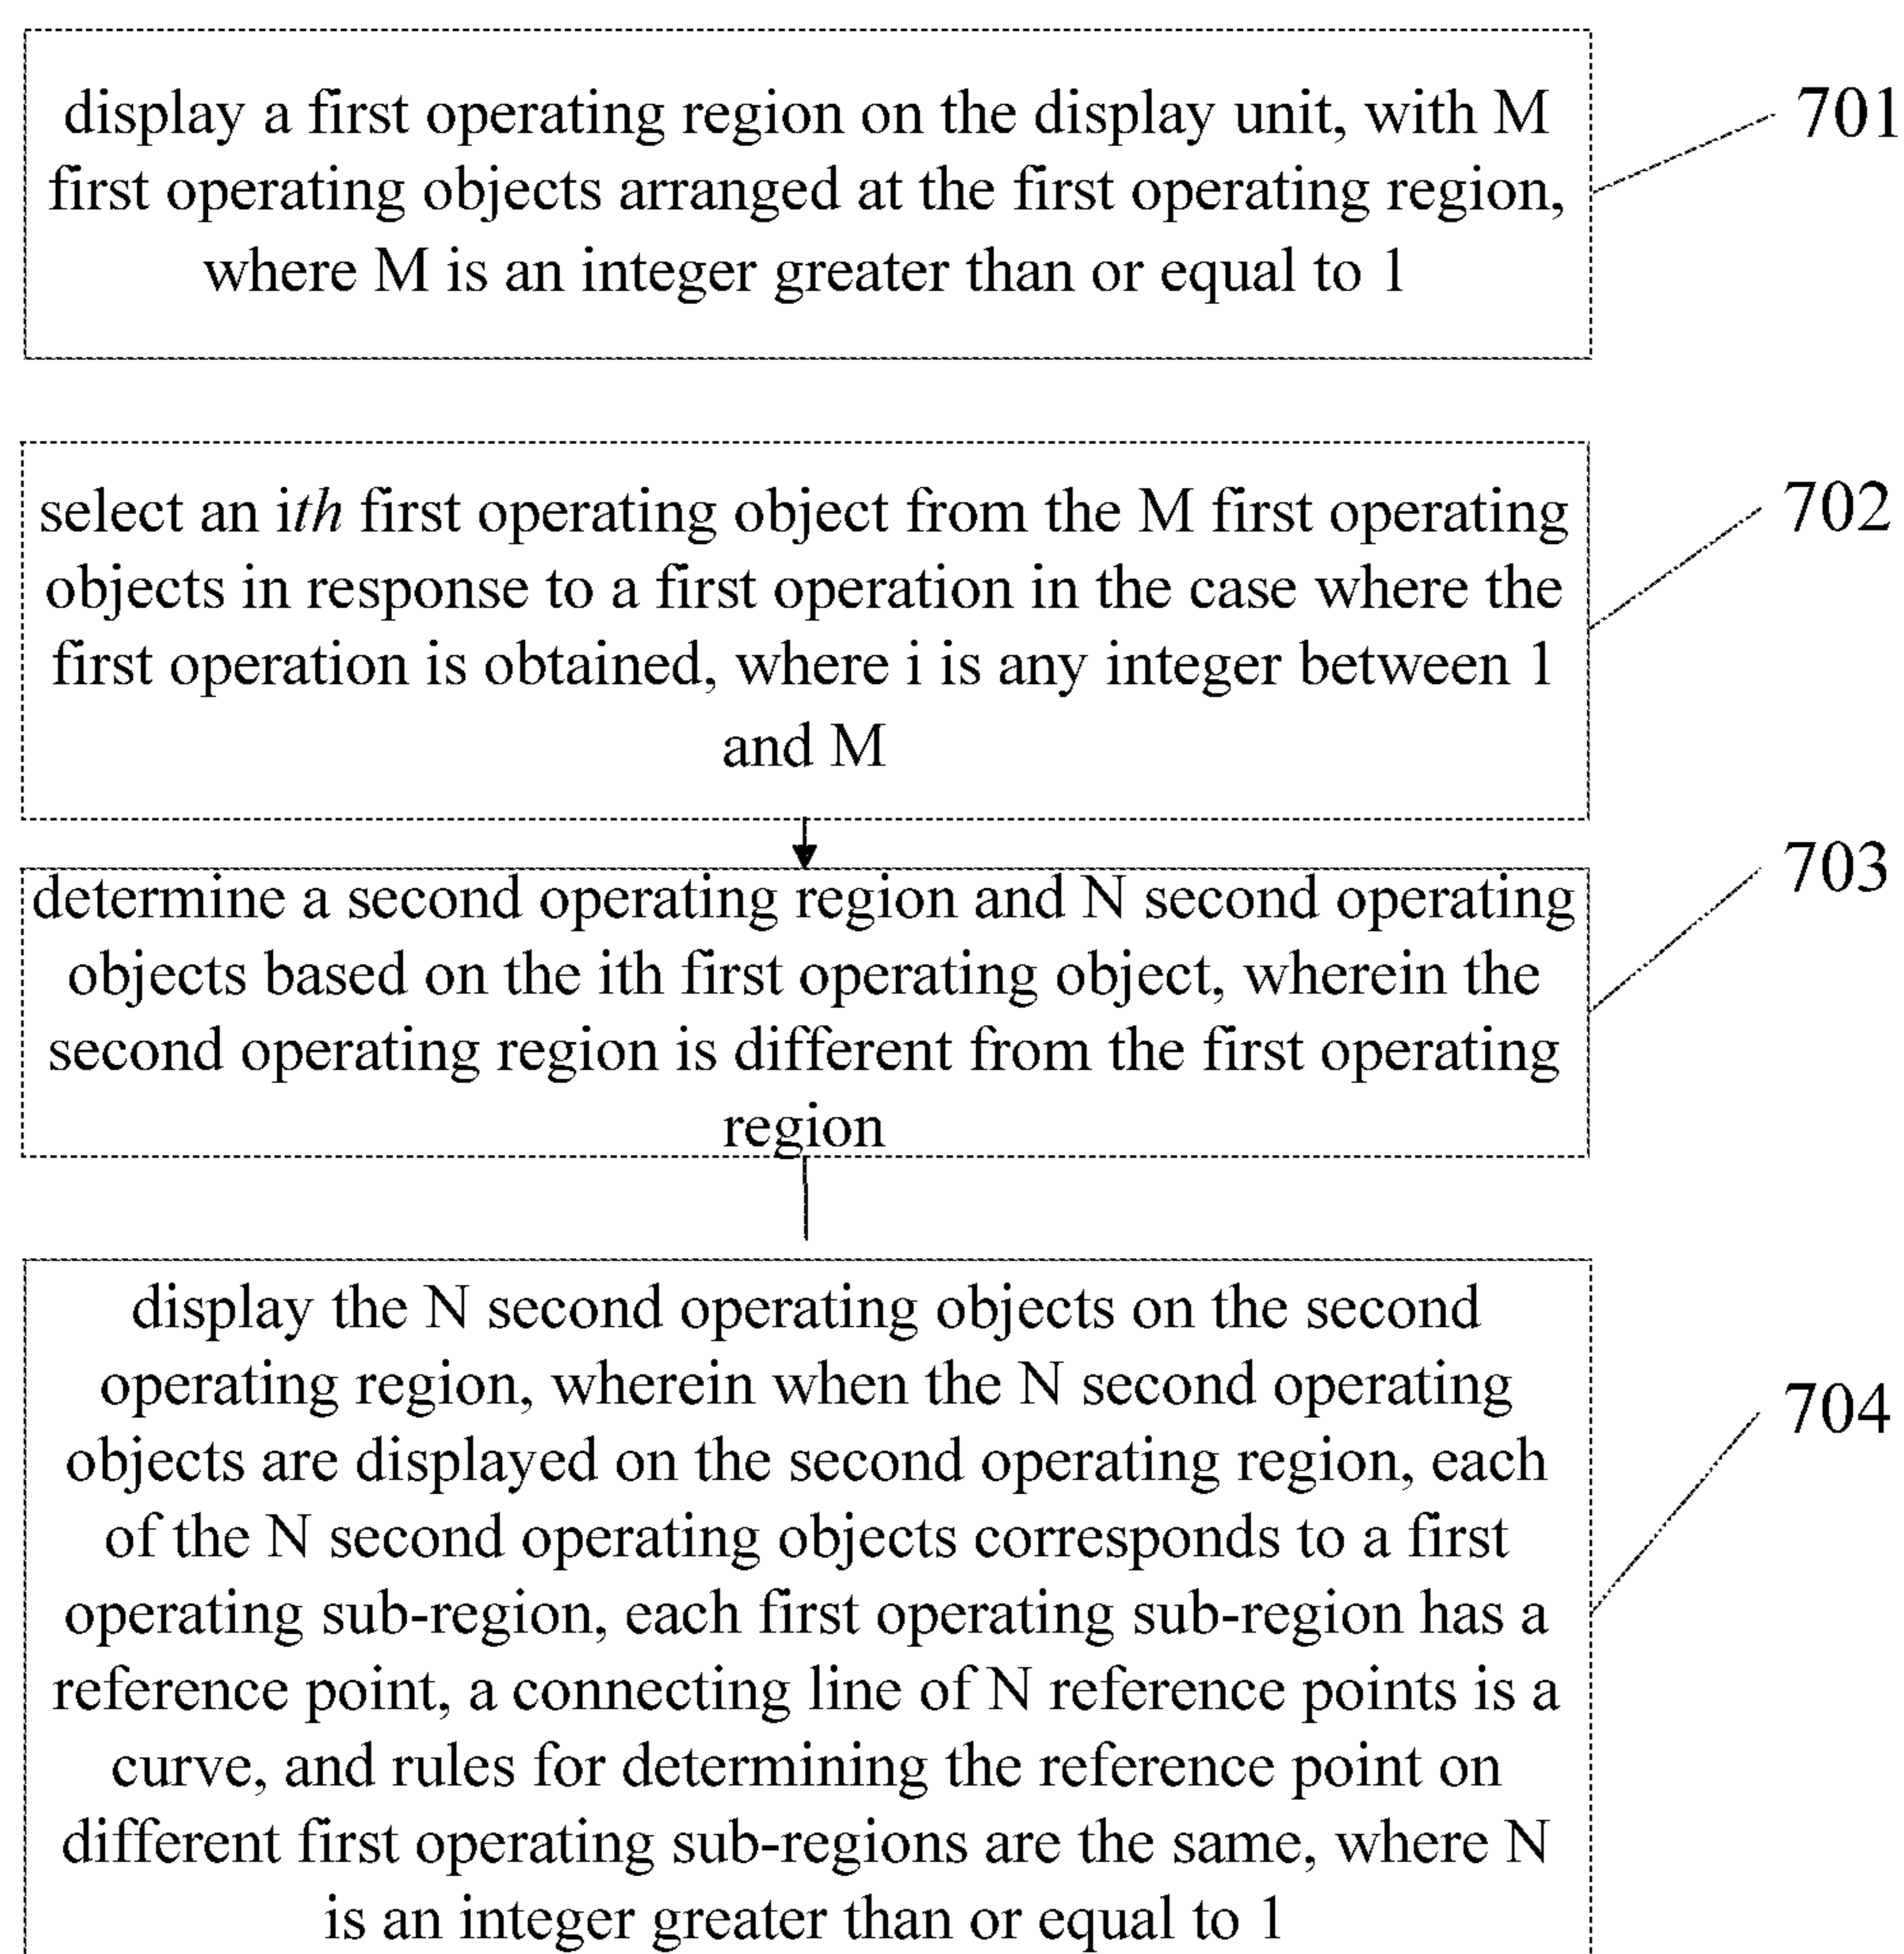 display a first operating region on the display unit, with M
first operating objects arranged at the first operating region,
where M is an integer greater than or equal to 1
701
select an ith first operating object from the M first operating
objects in response to a first operation in the case where the
first operation is obtained, where i is any integer between 1
and M
702
determine a second operating region and N second operating
objects based on the ith first operating object, wherein the
second operating region is different from the first operating
region
703
display the N second operating objects on the second
operating region, wherein when the N second operating
objects are displayed on the second operating region, each
of the N second operating objects corresponds to a first
operating sub-region, each first operating sub-region has a
reference point, a connecting line of N reference points is a
curve, and rules for determining the reference point on
different first operating sub-regions are the same, where N
is an integer greater than or equal to 1
704